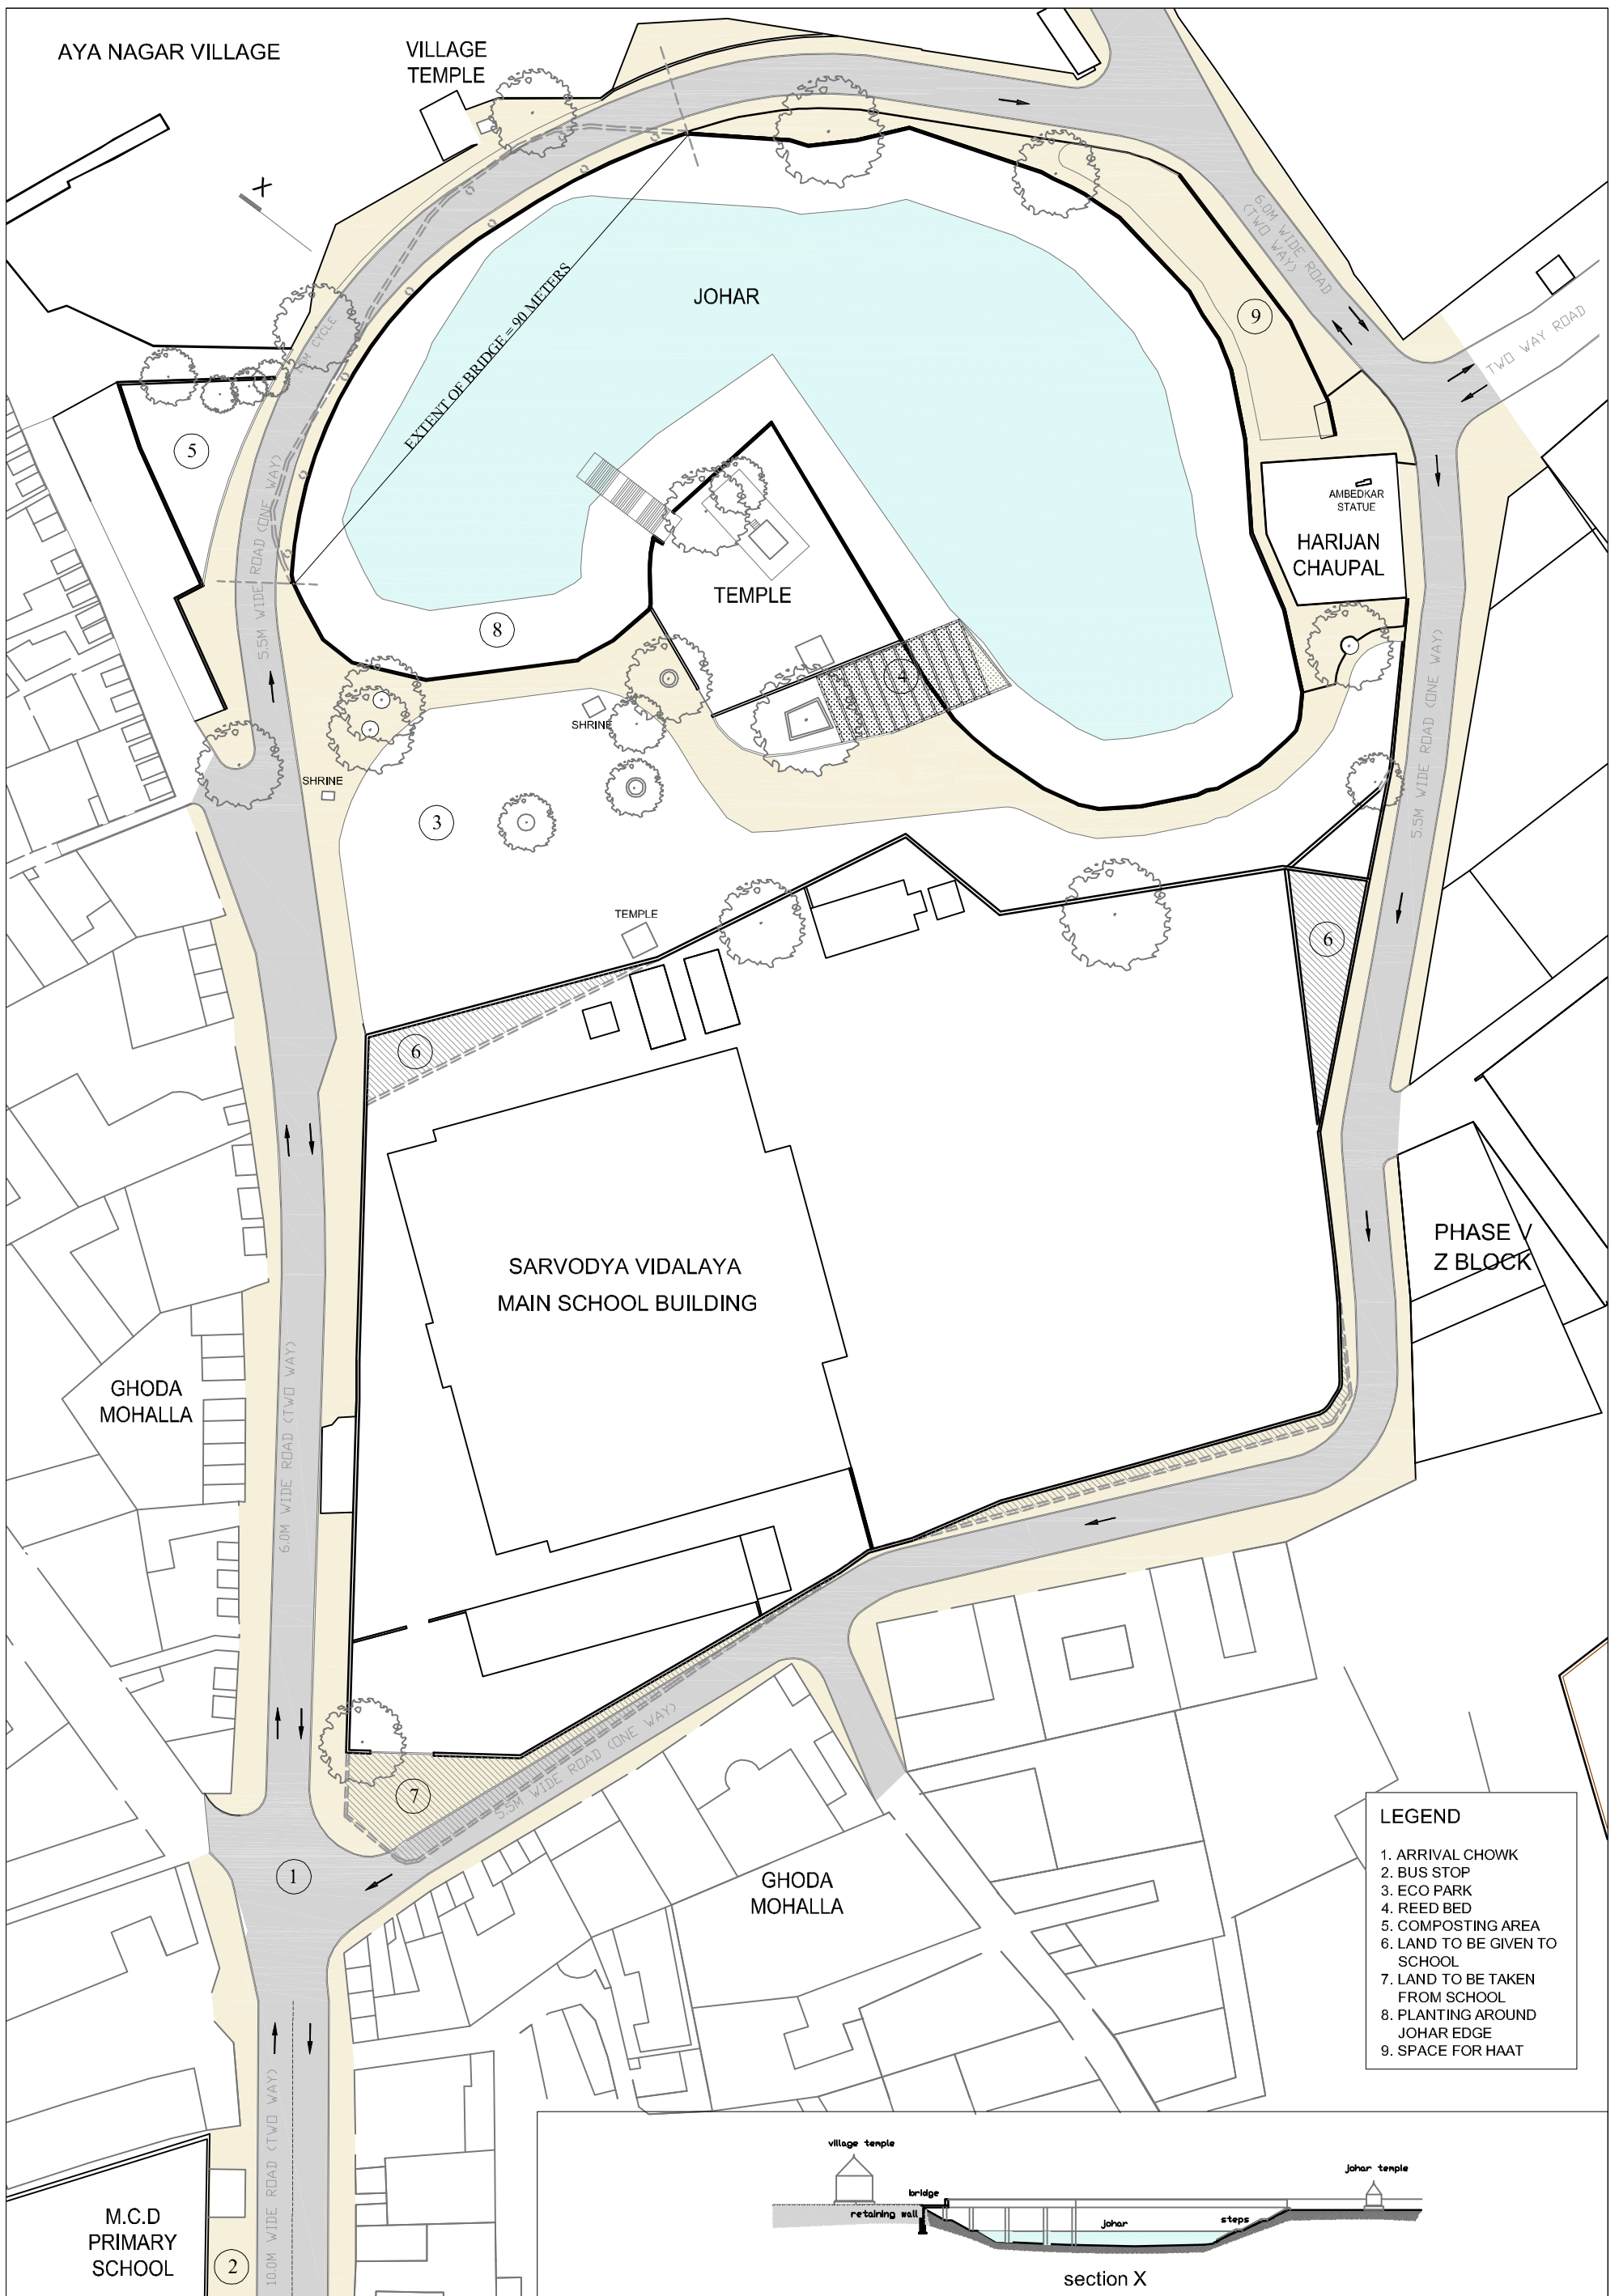 AYA NAGAR VILLAGE
VILLAGE
TEMPLE
X
6.0M WIDE ROAD
(TWO WAY)
JOHAR
EXTENT OF BRIDGE = 90 METERS
9
TWO WAY ROAD
CYCLE
5
5.5M WIDE ROAD (ONE WAY)
AMBEDKAR
STATUE
HARIJAN
CHAUPAL
TEMPLE
8
4
SHRINE
SHRINE
3
5.5M WIDE ROAD (ONE WAY)
TEMPLE
6
6
SARVODYA VIDALAYA
MAIN SCHOOL BUILDING
PHASE V
Z BLOCK
GHODA
MOHALLA
6.0M WIDE ROAD (TWO WAY)
5.5M WIDE ROAD (ONE WAY)
7
1
GHODA
MOHALLA
LEGEND
1. ARRIVAL CHOWK
2. BUS STOP
3. ECO PARK
4. REED BED
5. COMPOSTING AREA
6. LAND TO BE GIVEN TO
SCHOOL
7. LAND TO BE TAKEN
FROM SCHOOL
8. PLANTING AROUND
JOHAR EDGE
9. SPACE FOR HAAT
10.0M WIDE ROAD (TWO WAY)
M.C.D
PRIMARY
SCHOOL
2
village temple
bridge
retaining wall
johar
steps
johar temple
section X